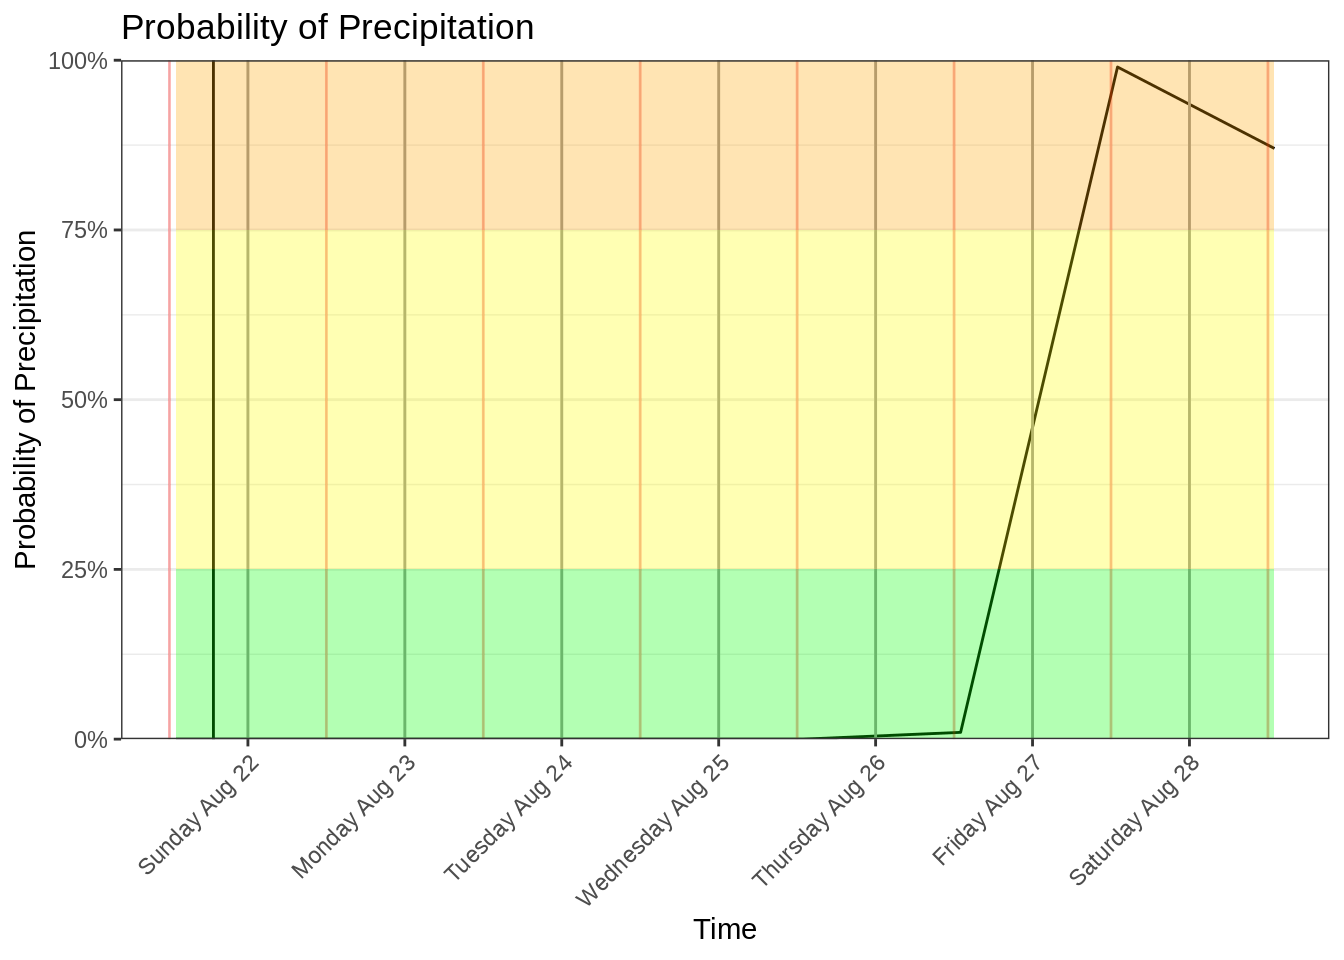 Probability of Precipitation
Probability of Precipitation
100%
75%
50%
25%
0%
Sunday Aug 22
Monday Aug 23
Tuesday Aug 24
Wednesday Aug 25
Thursday Aug 26
Friday Aug 27
Saturday Aug 28
Time